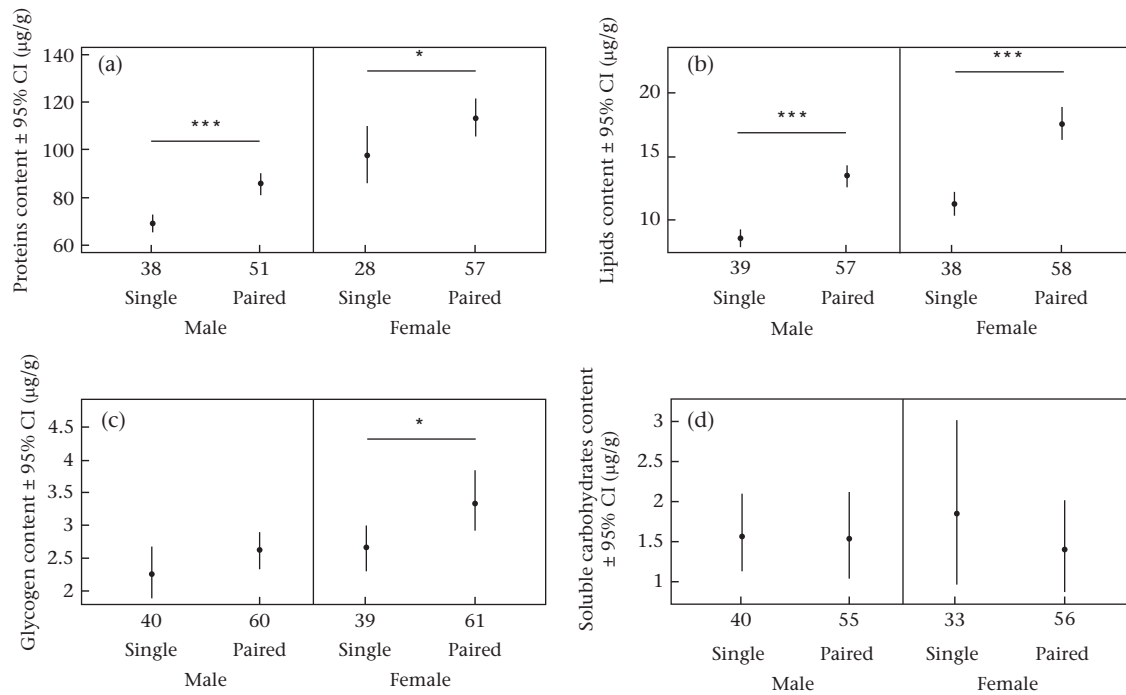 Proteins content ± 95% CI (µg/g)
(a)
140
120
100
80
60
***
*
38 51 28 57
Single Paired Single Paired
Male Female
Lipids content ± 95% CI (µg/g)
(b)
20
15
10
***
***
39 57 38 58
Single Paired Single Paired
Male Female
Glycogen content ± 95% CI (µg/g)
(c)
4.5
4
3.5
3
2.5
2
*
40 60 39 61
Single Paired Single Paired
Male Female
Soluble carbohydrates content
± 95% CI (µg/g)
(d)
3
2.5
2
1.5
1
40 55 33 56
Single Paired Single Paired
Male Female